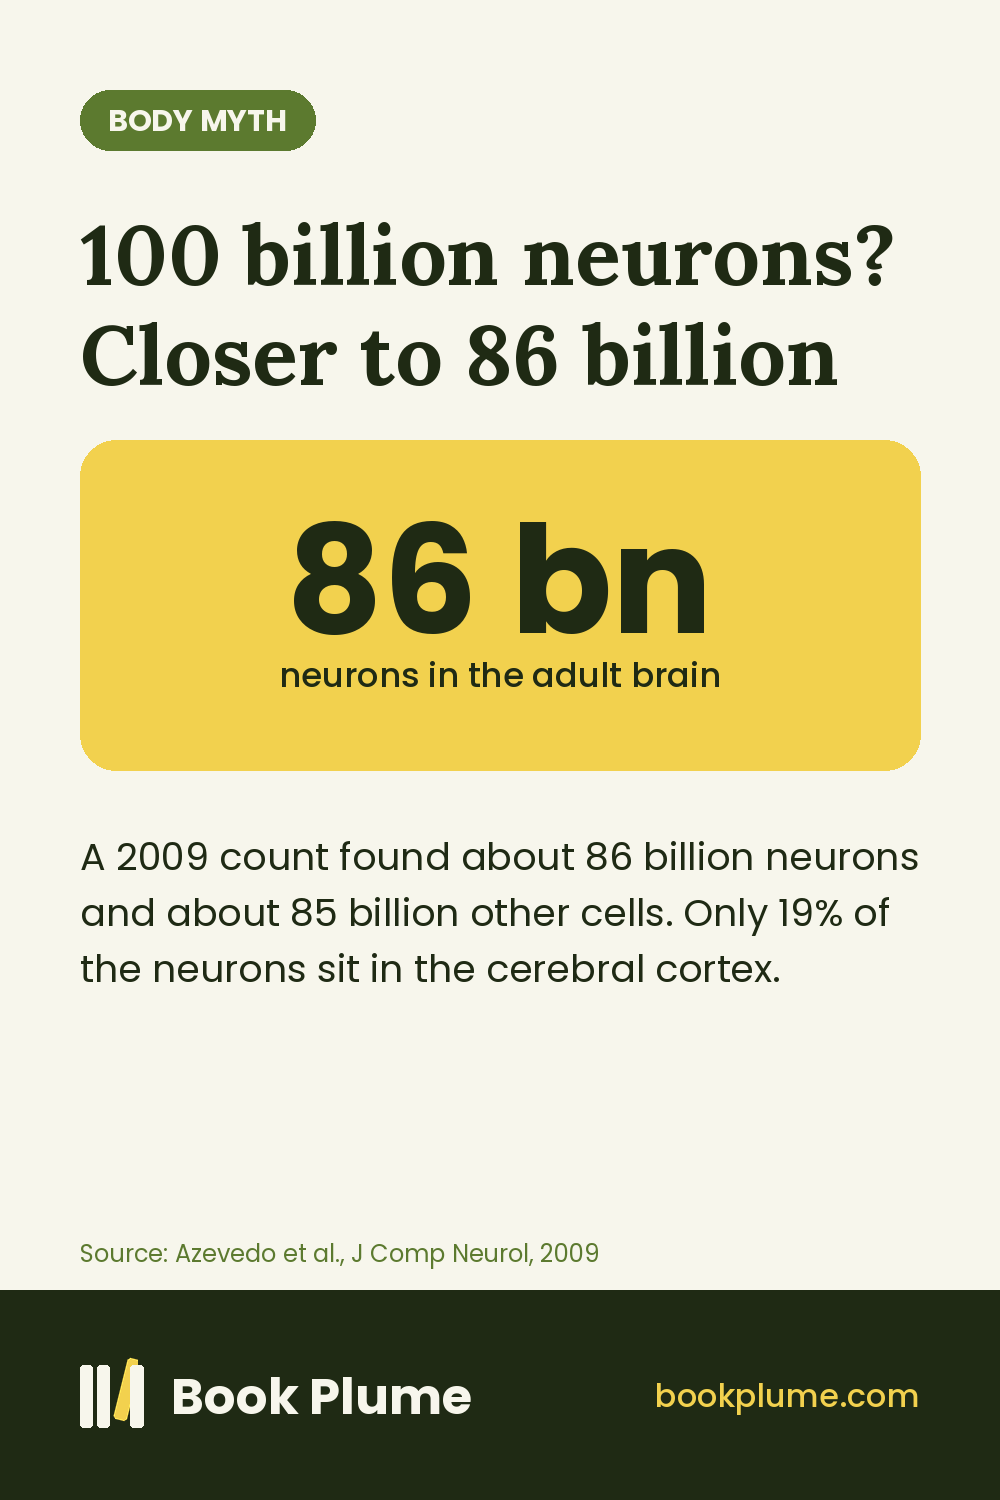 BODY MYTH
100 billion neurons?
Closer to 86 billion
86 bn
neurons in the adult brain
A 2009 count found about 86 billion neurons
and about 85 billion other cells. Only 19% of
the neurons sit in the cerebral cortex.
Source: Azevedo et al., J Comp Neurol, 2009
Book Plume
bookplume.com